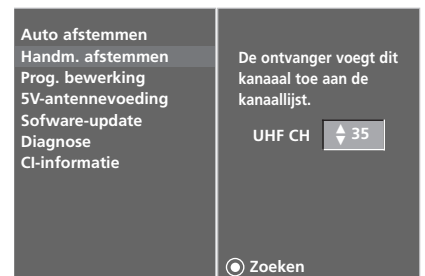 Auto afstemmen
Handm. afstemmen
Prog. bewerking
5V-antennevoeding
Sofware-update
Diagnose
CI-informatie
De ontvanger voegt dit
kanaaal toe aan de
kanaallijst.
UHF CH 35
Zoeken